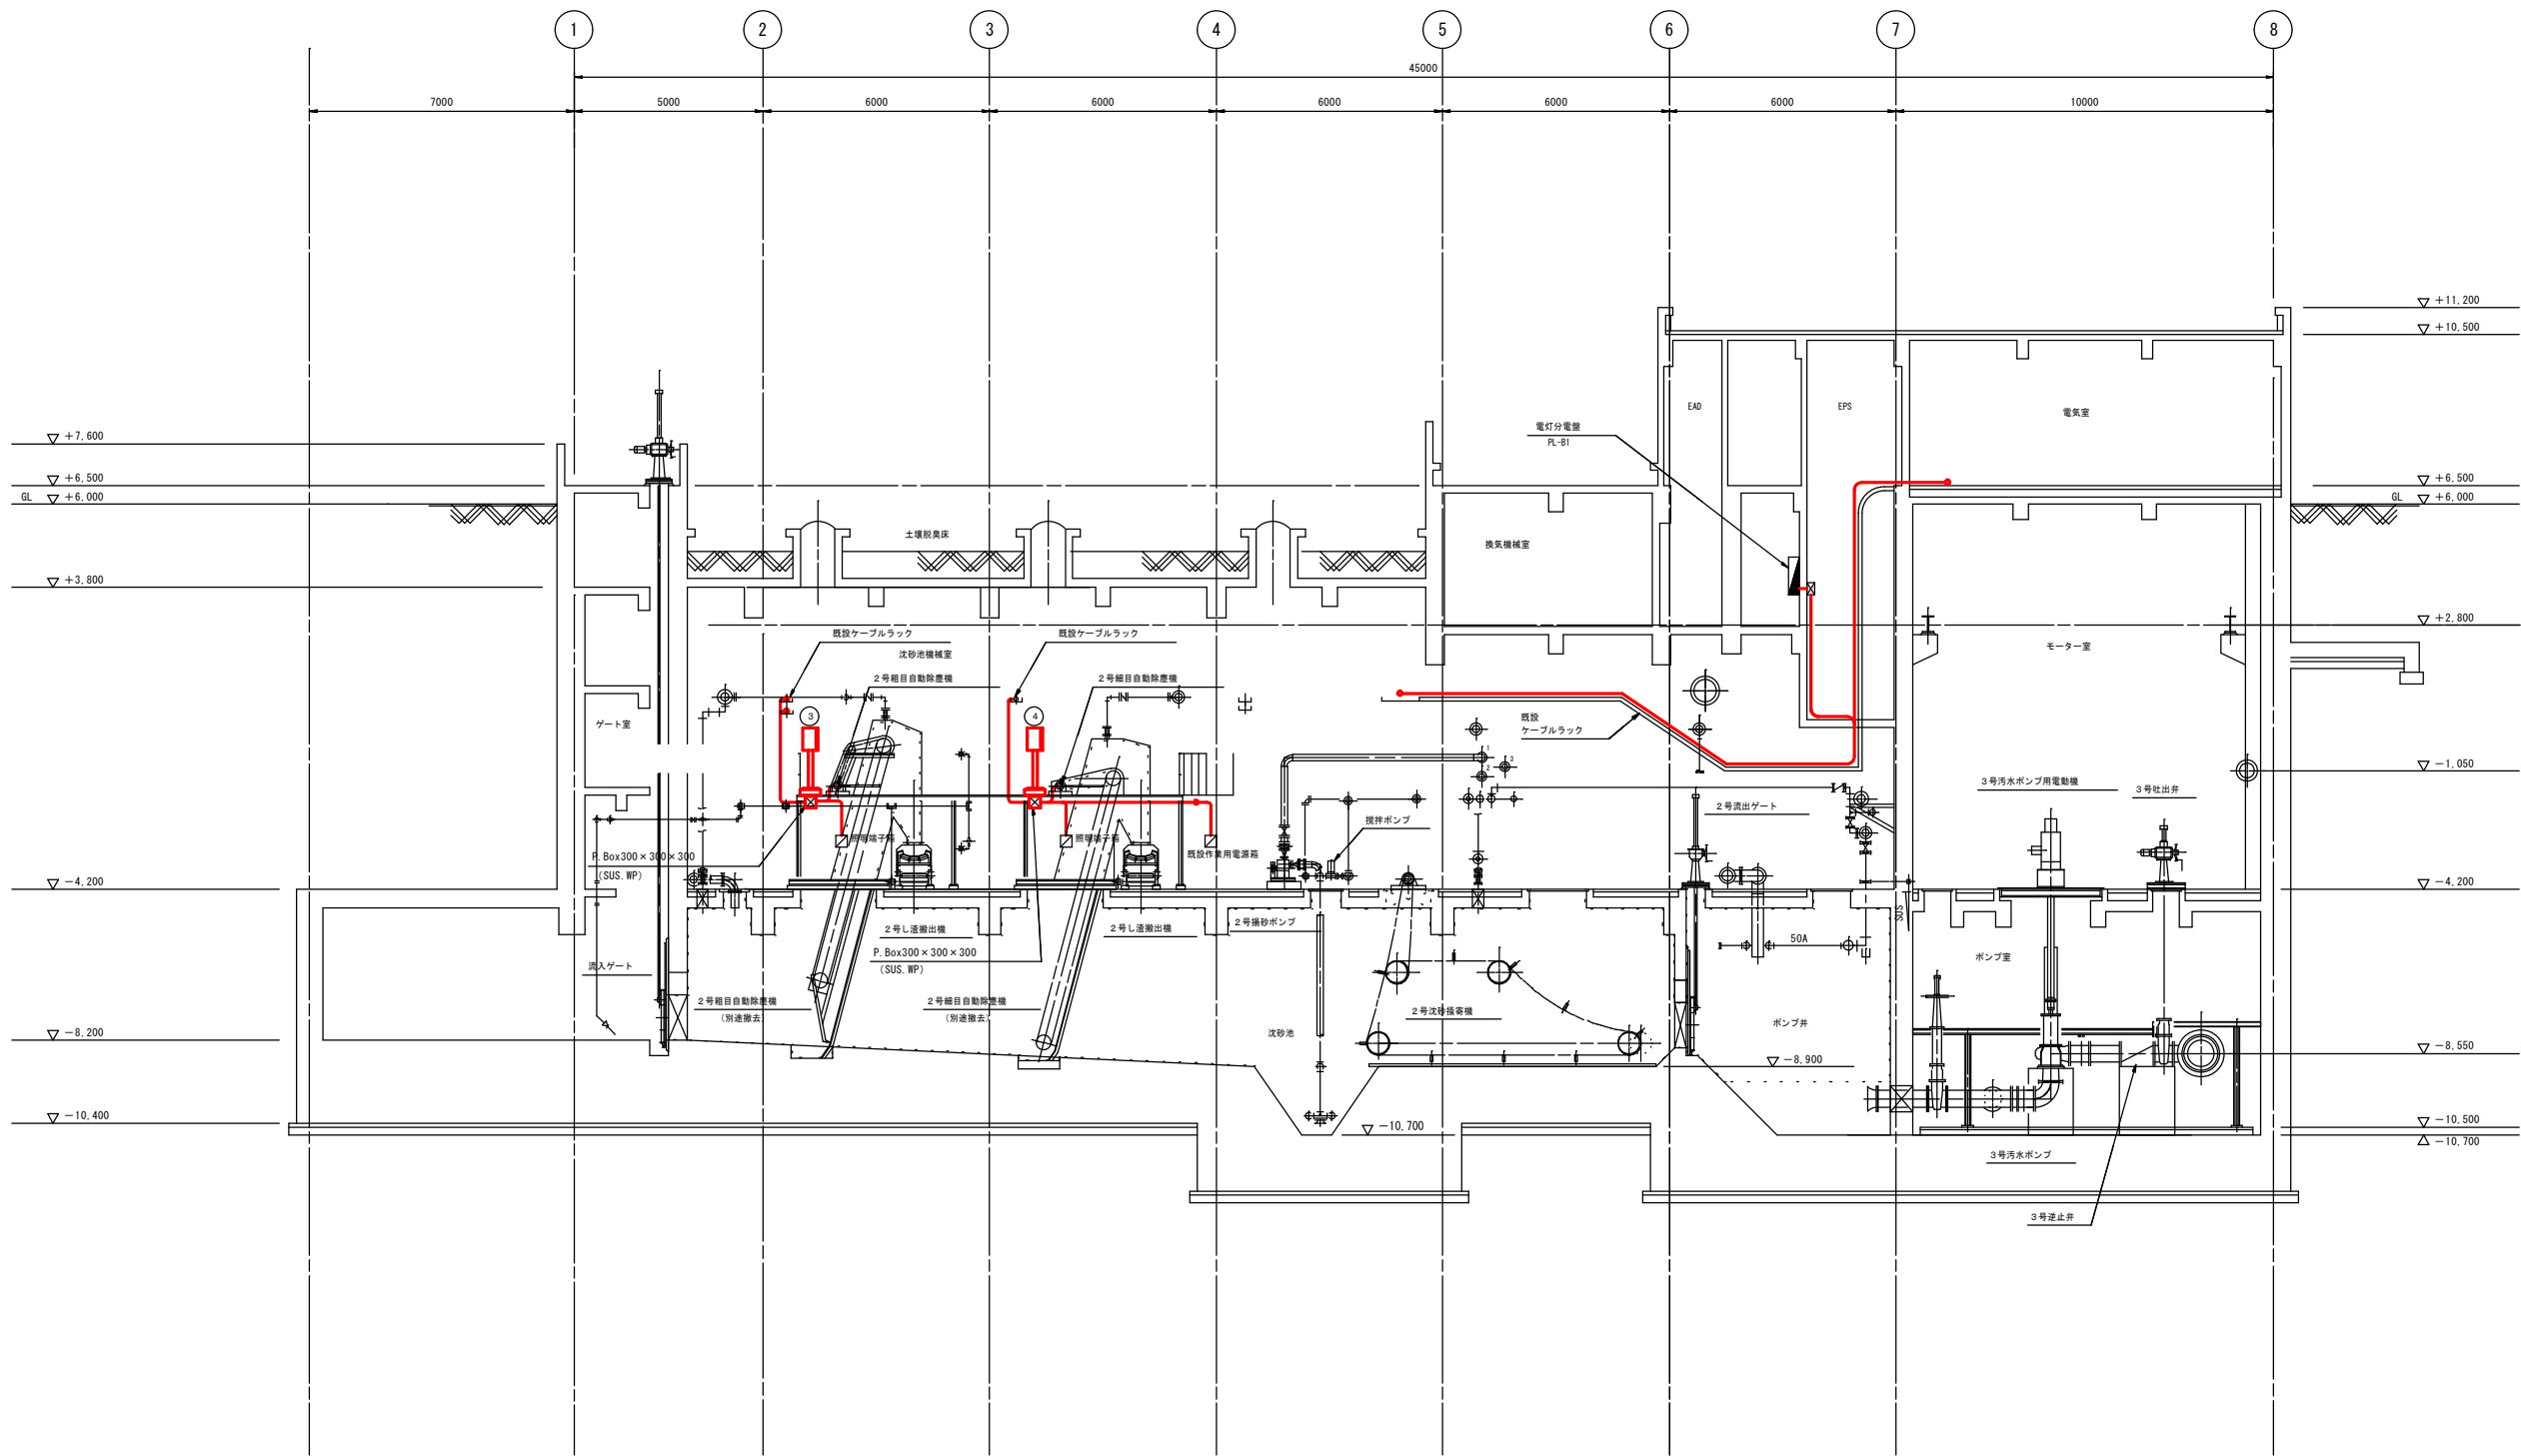 1 2 3 4 5 6 7 8
45000
7000 5000 6000 6000 6000 6000 6000 10000
+11,200
+10,500
EAD EPS 電気室
電灯分電盤
PL-B1
+7,600
+6,500 +6,500
GL +6,000 GL +6,000
土壌脱臭床
換気機械室
+3,800
+2,800
既設ケーブルラック 既設ケーブルラック
モーター室
沈砂池機械室
2号粗目自動除塵機 2号細目自動除塵機
3 4
ゲート室
既設
ケーブルラック
1
3
2
-1,050
3号汚水ポンプ用電動機 3号吐出弁
2号流出ゲート
撹拌ポンプ
照明端子箱 照明端子箱
P.Box300×300×300 既設作業用電源箱
(SUS.WP)
-4,200 -4,200
SUS
2号し渣搬出機 2号し渣搬出機 2号揚砂ポンプ
50A
P.Box300×300×300
(SUS.WP)
流入ゲート
ポンプ室
2号粗目自動除塵機 2号細目自動除塵機
(別途撤去) (別途撤去)
2号沈砂掻寄機
ポンプ井
沈砂池
-8,200
-8,550
-8,900
-10,400
-10,700
-10,500
-10,700
3号汚水ポンプ
3号逆止弁